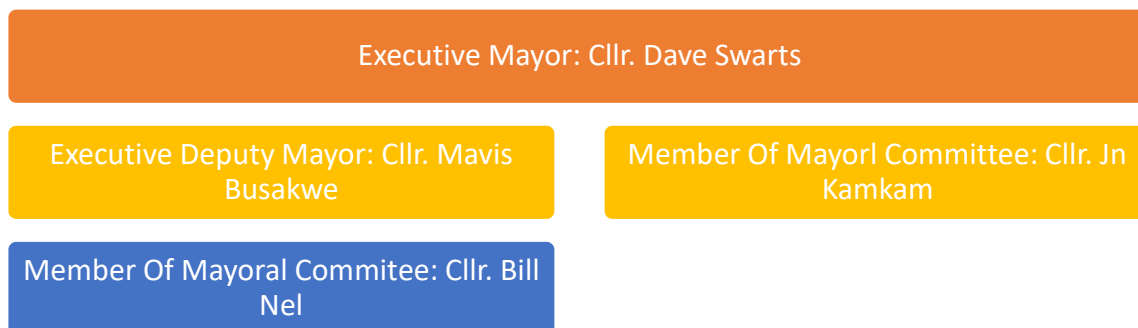 Executive Mayor: Cllr. Dave Swarts
Executive Deputy Mayor: Cllr. Mavis
Busakwe
Member Of Mayorl Committee: Cllr. Jn
Kamkam
Member Of Mayoral Commitee: Cllr. Bill
Nel